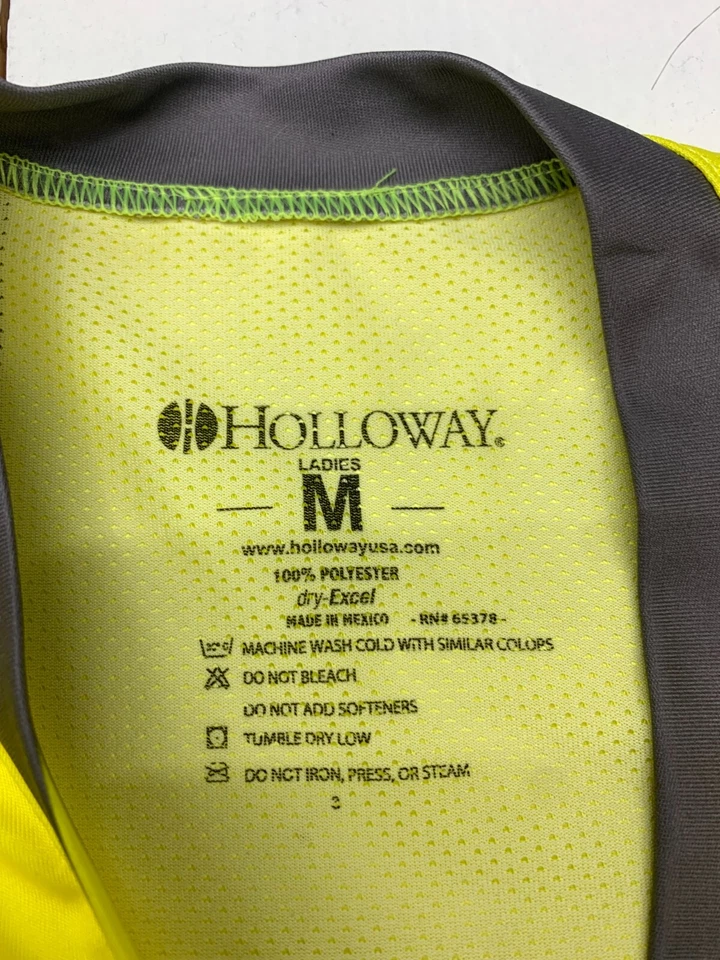 HOLLOWAY®
LADIES
M
www.hollowayusa.com
100% POLYESTER
dry-Excel
MADE IN MEXICO - RN# 65378 -
MACHINE WASH COLD WITH SIMILAR COLORS
DO NOT BLEACH
DO NOT ADD SOFTENERS
TUMBLE DRY LOW
DO NOT IRON, PRESS, OR STEAM
3